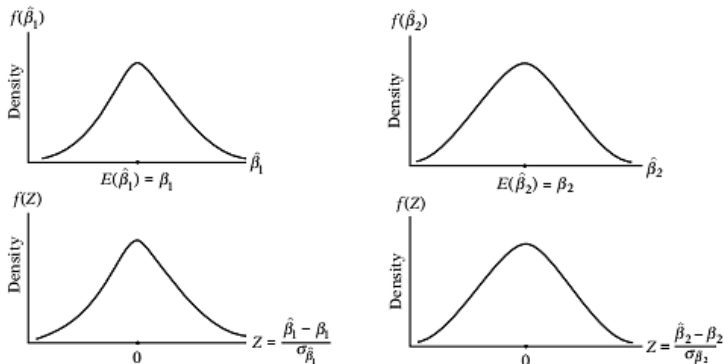 f(β̂₁)
Density
β̂₁
E(β̂₁) = β₁
f(β̂₂)
Density
β̂₂
E(β̂₂) = β₂
f(Z)
Density
0
Z = (β̂₁ – β₁) / σ_β̂₁
f(Z)
Density
0
Z = (β̂₂ – β₂) / σ_β̂₂